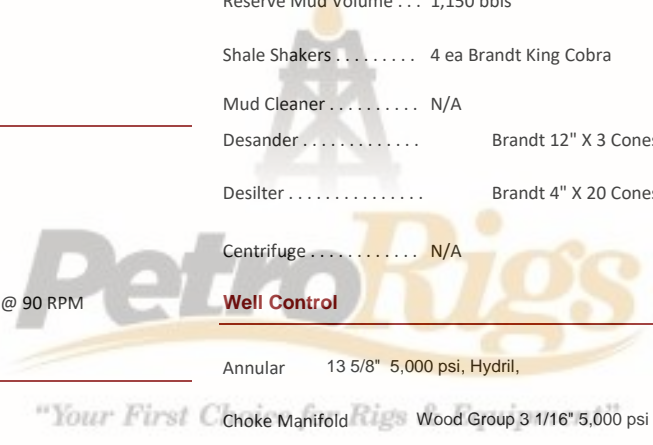 Reserve Mud Volume . . . 1,150 bbls
Shale Shakers . . . . . . . . . 4 ea Brandt King Cobra
Mud Cleaner . . . . . . . . . . N/A
Desander . . . . . . . . . . . . . Brandt 12" X 3 Cones
Desilter . . . . . . . . . . . . . . . Brandt 4" X 20 Cones
Centrifuge . . . . . . . . . . . . N/A
PetroRigs
@ 90 RPM
Well Control
Annular 13 5/8" 5,000 psi, Hydril,
"Your First Choice for Rigs & Equipment"
Choke Manifold Wood Group 3 1/16" 5,000 psi